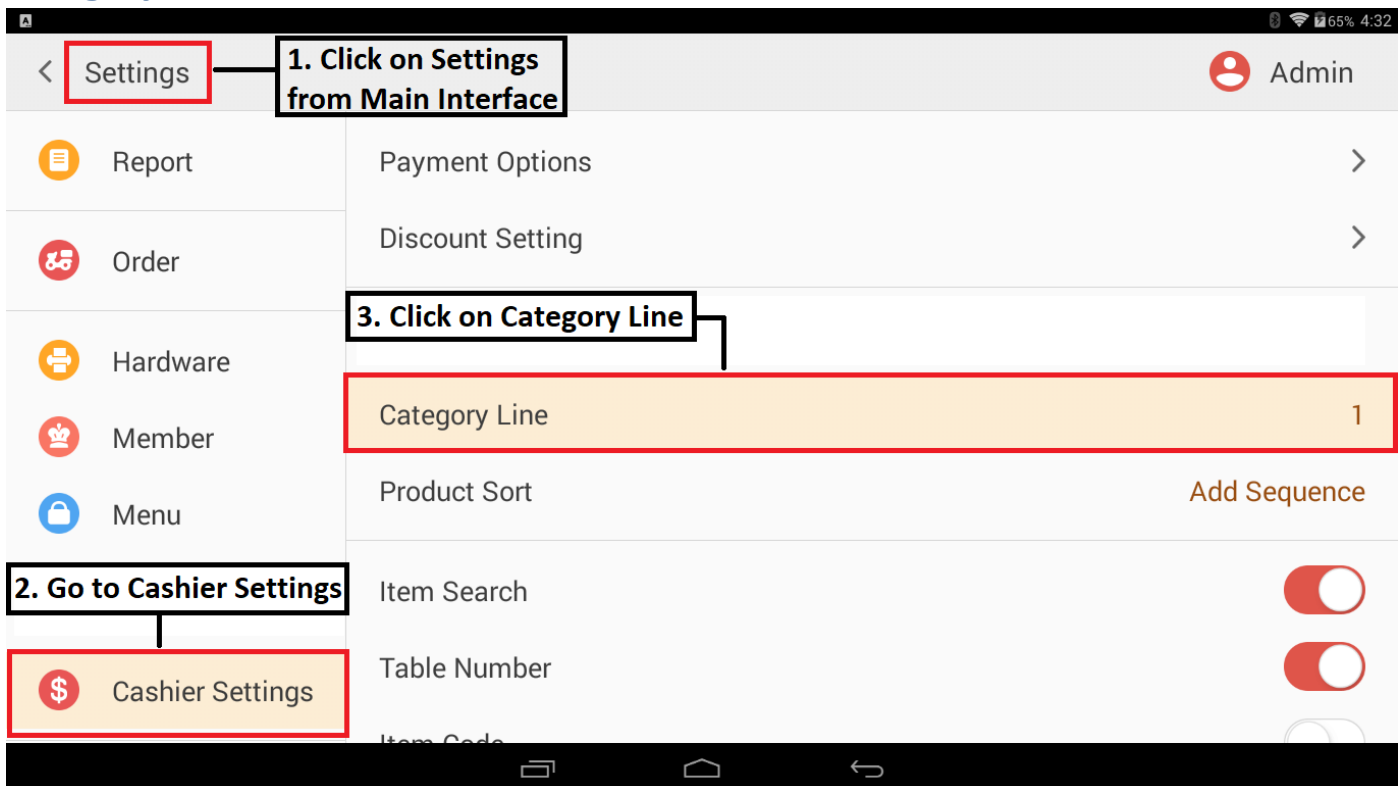 65% 4:32
Settings
1. Click on Settings
from Main Interface
Admin
Report
Payment Options
Order
Discount Setting
3. Click on Category Line
Hardware
Category Line 1
Member
Product Sort Add Sequence
Menu
2. Go to Cashier Settings
Item Search
Table Number
Cashier Settings
Item Code